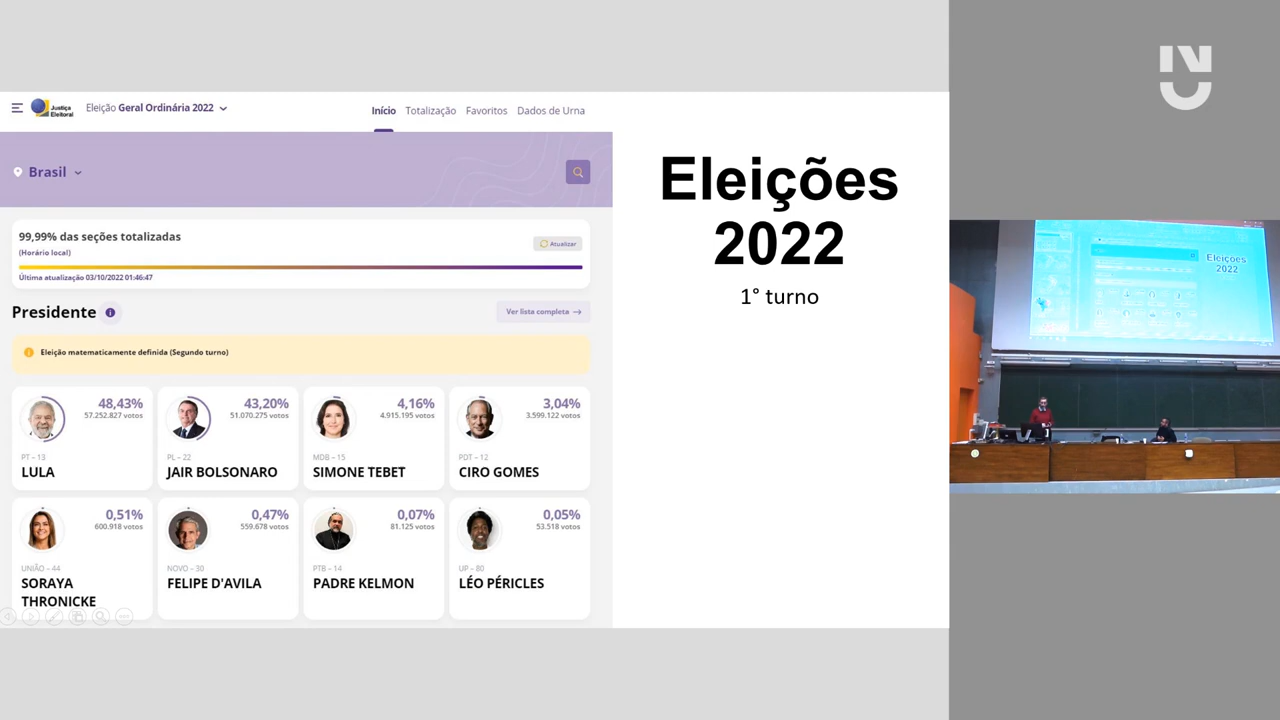 Justiça
Eleitoral
Eleição Geral Ordinária 2022
Início
Totalização
Favoritos
Dados de Urna
Brasil
99,99% das seções totalizadas
(Horário local)
Atualizar
Última atualização 03/10/2022 01:46:47
Presidente
Ver lista completa →
Eleição matematicamente definida (Segundo turno)
48,43%
57.252.827 votos
PT – 13
LULA
43,20%
51.070.275 votos
PL – 22
JAIR BOLSONARO
4,16%
4.915.195 votos
MDB – 15
SIMONE TEBET
3,04%
3.599.122 votos
PDT – 12
CIRO GOMES
0,51%
600.918 votos
UNIÃO – 44
SORAYA
THRONICKE
0,47%
559.678 votos
NOVO – 30
FELIPE D'AVILA
0,07%
81.125 votos
PTB – 14
PADRE KELMON
0,05%
53.518 votos
UP – 80
LÉO PÉRICLES
Eleições
2022
1° turno
Eleições
2022